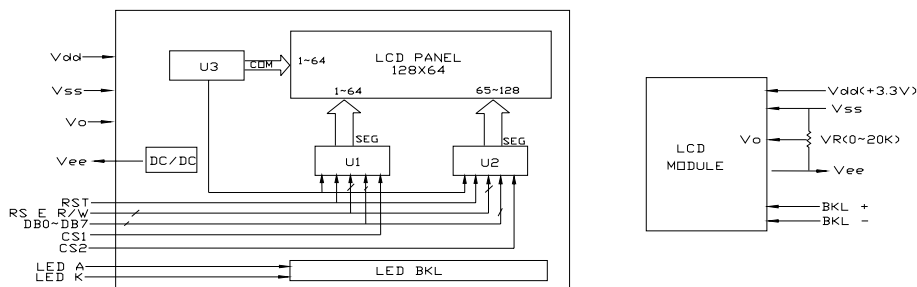 LCD PANEL
128X64
1~64
1~64
65~128
U3
COM
Vdd
Vss
Vo
Vee
DC/DC
SEG
U1
SEG
U2
RST
RS E R/W
DB0~DB7
CS1
CS2
LED A
LED K
LED BKL
LCD
MODULE
Vdd(+3.3V)
Vss
Vo
VR(0~20K)
Vee
BKL +
BKL -